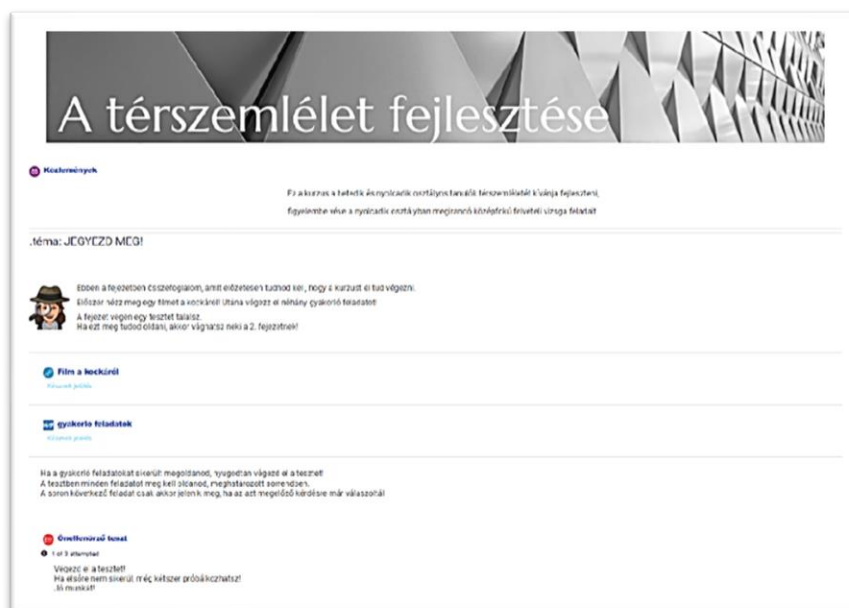 A térszemlélet fejlesztése
Közlemények
Ez a kurzus a hetedik és nyolcadik osztályos tanulók térszemléletét kívánja fejleszteni,
figyelembe véve a nyolcadik osztályban megírandó középfokú felvételi vizsga feladait
.téma: JEGYEZD MEG!
Ebben a fejezetben összefoglalom, amit előzetesen tudnod kell, hogy a kurzust el tud végezni.
Először nézz meg egy filmet a kockáról! Utána végezz el néhány gyakorló feladatot!
A fejezet végén egy tesztet találsz.
Ha ezt meg tudod oldani, akkor vághatsz neki a 2. fejezetnek!
Film a kockáról
gyakorló feladatok
Ha a gyakorló feladatokat sikerült megoldanod, nyugodtan végezd el a tesztet!
A tesztben minden feladatot meg kell oldanod, meghatározott sorrendben.
A soron következő feladat csak akkor jelenik meg, ha az azt megelőző kérdésre már válaszoltál
Önellenőrző teszt
1 of 3 attempted
Végezd el a tesztet!
Ha elsőre nem sikerül, még kétszer próbálkozhatsz!
Jó munkát!